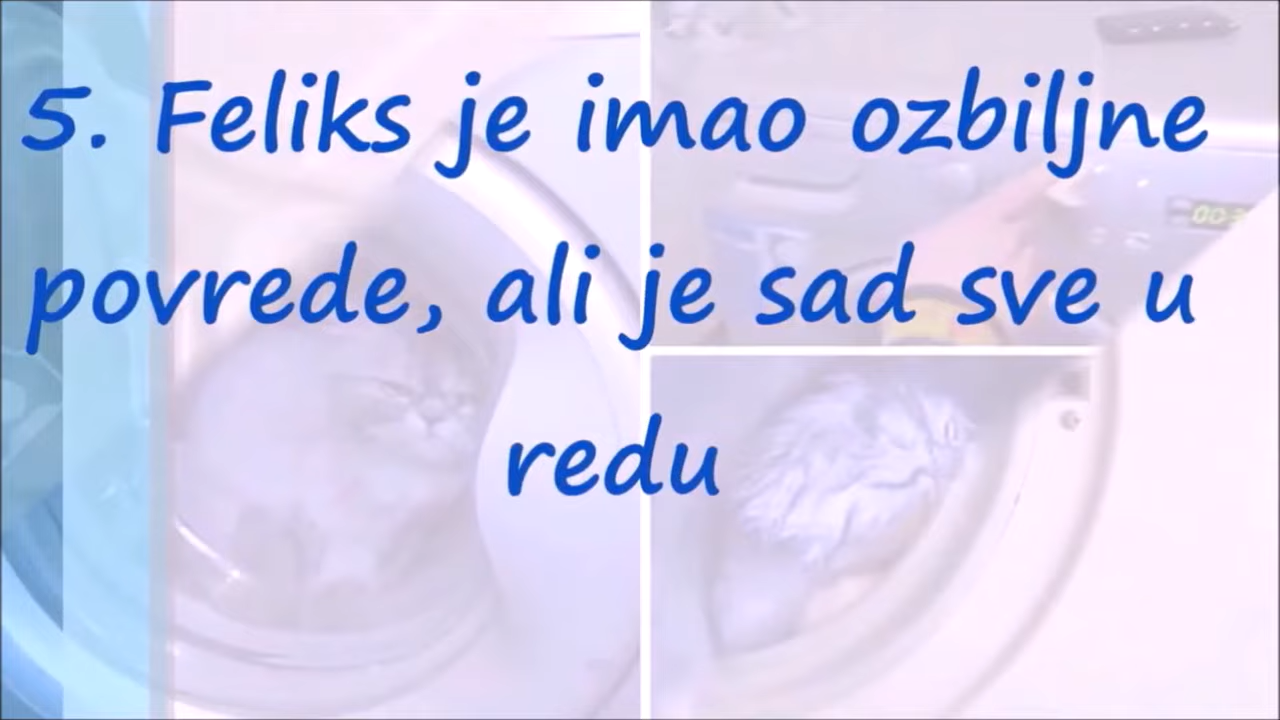 5. Feliks je imao ozbiljne
povrede, ali je sad sve u
redu